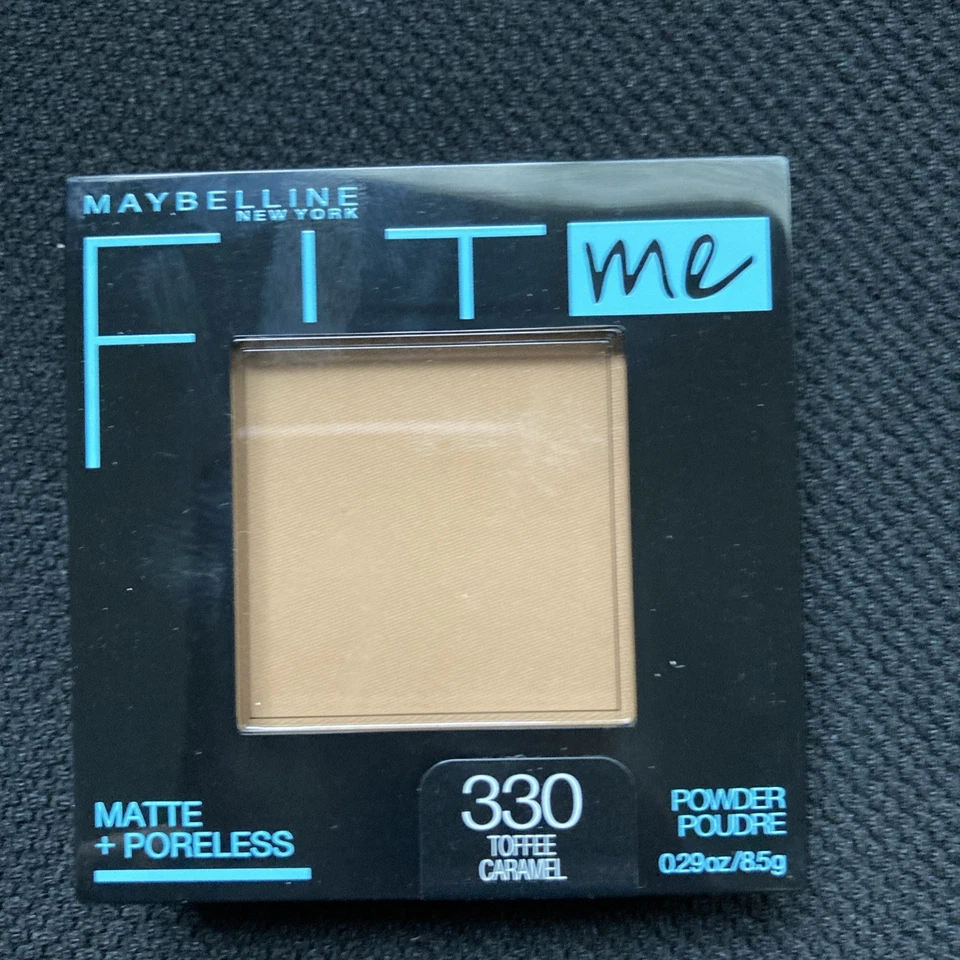 MAYBELLINE
NEW YORK
FIT me
MATTE
+ PORELESS
330
TOFFEE
CARAMEL
POWDER
POUDRE
0.29oz/8.5g